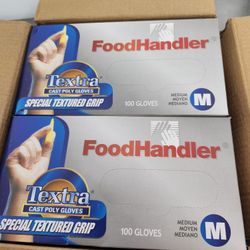 FoodHandler®
Textra®
CAST POLY GLOVES
SPECIAL TEXTURED GRIP
100 GLOVES
MEDIUM
MOYEN
MEDIANO
M
FoodHandler®
Textra®
CAST POLY GLOVES
SPECIAL TEXTURED GRIP
100 GLOVES
MEDIUM
MOYEN
MEDIANO
M